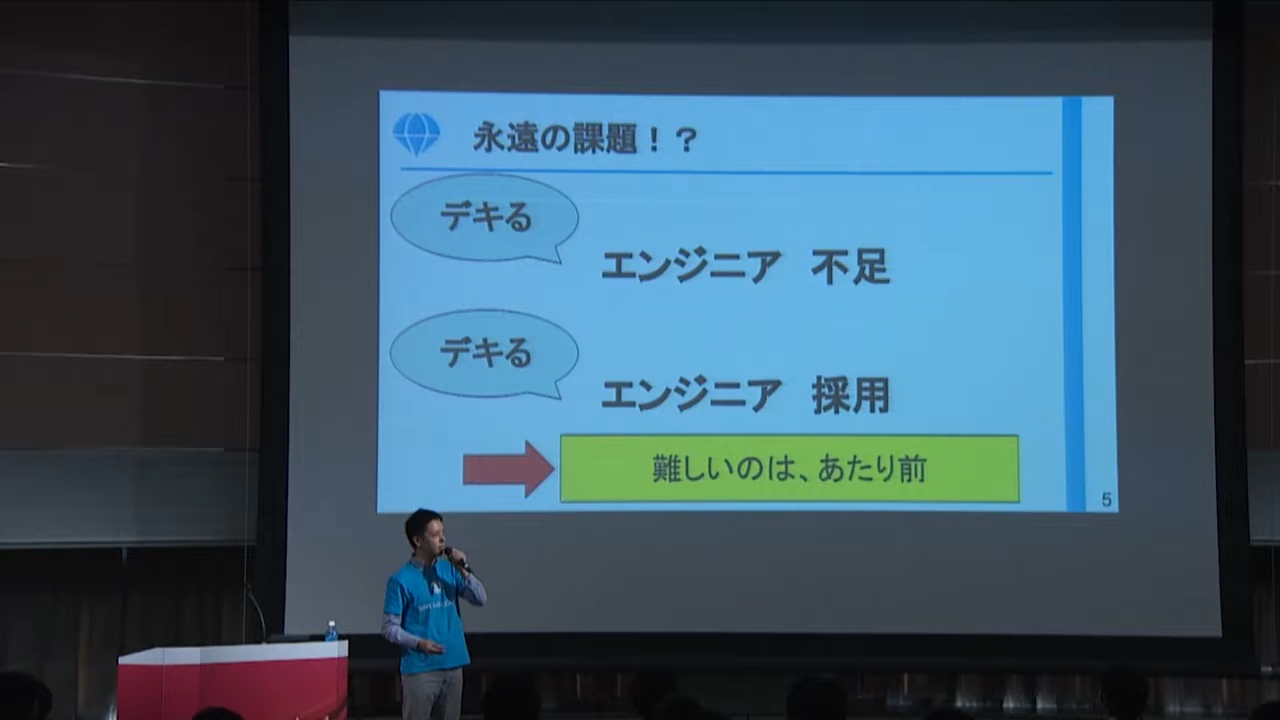 永遠の課題！？
デキる
エンジニア　不足
デキる
エンジニア　採用
難しいのは、あたり前
5